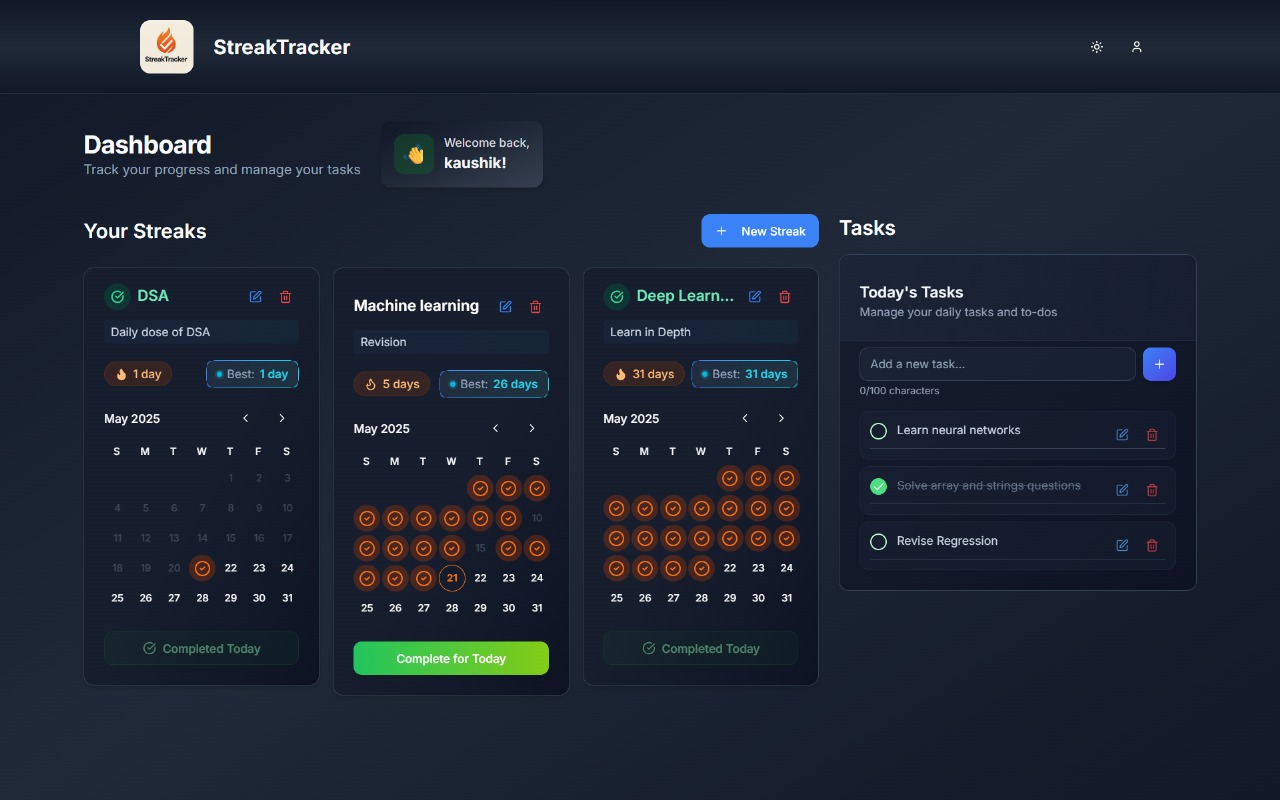 StreakTracker
StreakTracker
Dashboard
Track your progress and manage your tasks
Welcome back,
kaushik!
Your Streaks
+ New Streak
DSA
Daily dose of DSA
1 day
Best: 1 day
May 2025
S M T W T F S
1 2 3
4 5 6 7 8 9 10
11 12 13 14 15 16 17
18 19 20 22 23 24
25 26 27 28 29 30 31
Completed Today
Machine learning
Revision
5 days
Best: 26 days
May 2025
S M T W T F S
10
15
21 22 23 24
25 26 27 28 29 30 31
Complete for Today
Deep Learn...
Learn in Depth
31 days
Best: 31 days
May 2025
S M T W T F S
22 23 24
25 26 27 28 29 30 31
Completed Today
Tasks
Today's Tasks
Manage your daily tasks and to-dos
Add a new task...
+
0/100 characters
Learn neural networks
Solve array and strings questions
Revise Regression